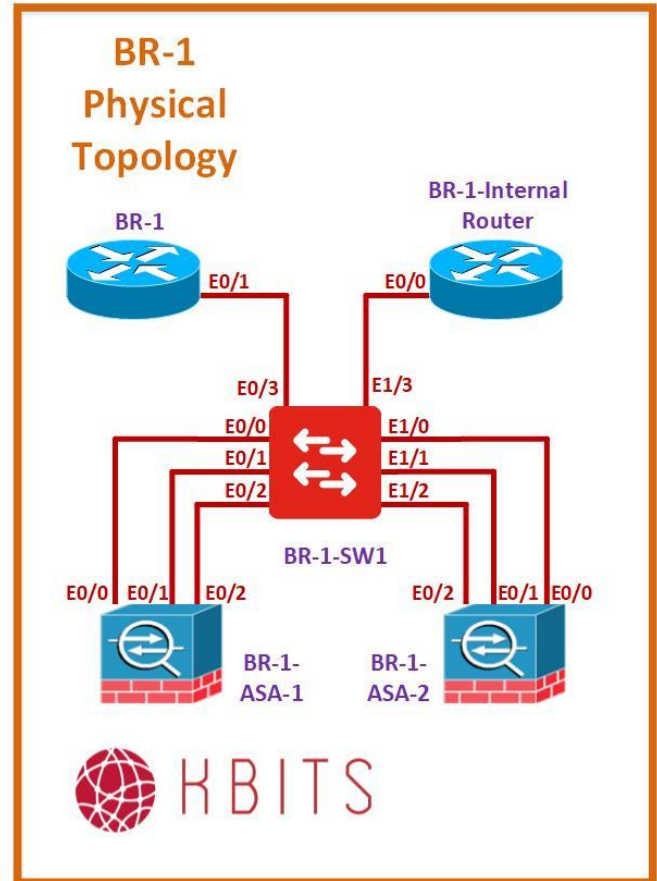 BR-1
Physical
Topology
BR-1
BR-1-Internal
Router
E0/1
E0/0
E0/3
E1/3
E0/0
E1/0
E0/1
E1/1
E0/2
E1/2
BR-1-SW1
E0/0
E0/1
E0/2
E0/2
E0/1
E0/0
BR-1-
ASA-1
BR-1-
ASA-2
KBITS